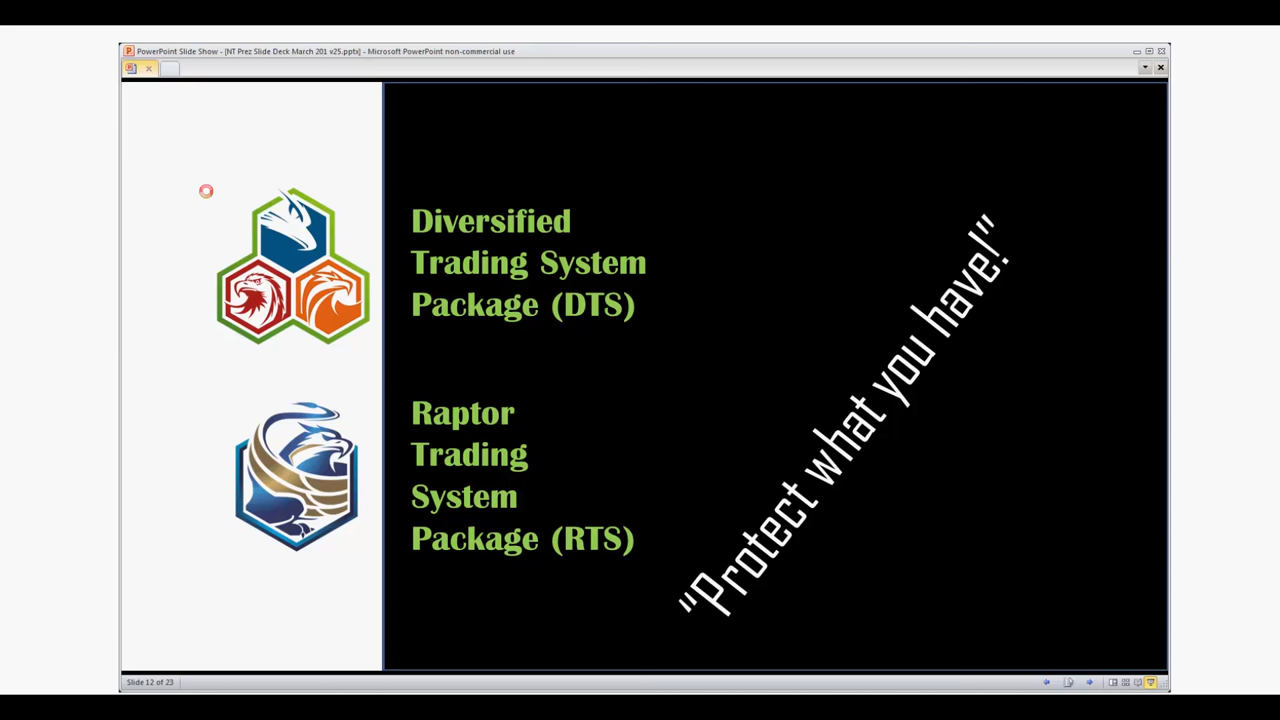 PowerPoint Slide Show - [NT Prez Slide Deck March 201 v25.pptx] - Microsoft PowerPoint non-commercial use
Diversified
Trading System
Package (DTS)
Raptor
Trading
System
Package (RTS)
"Protect what you have!"
Slide 12 of 23